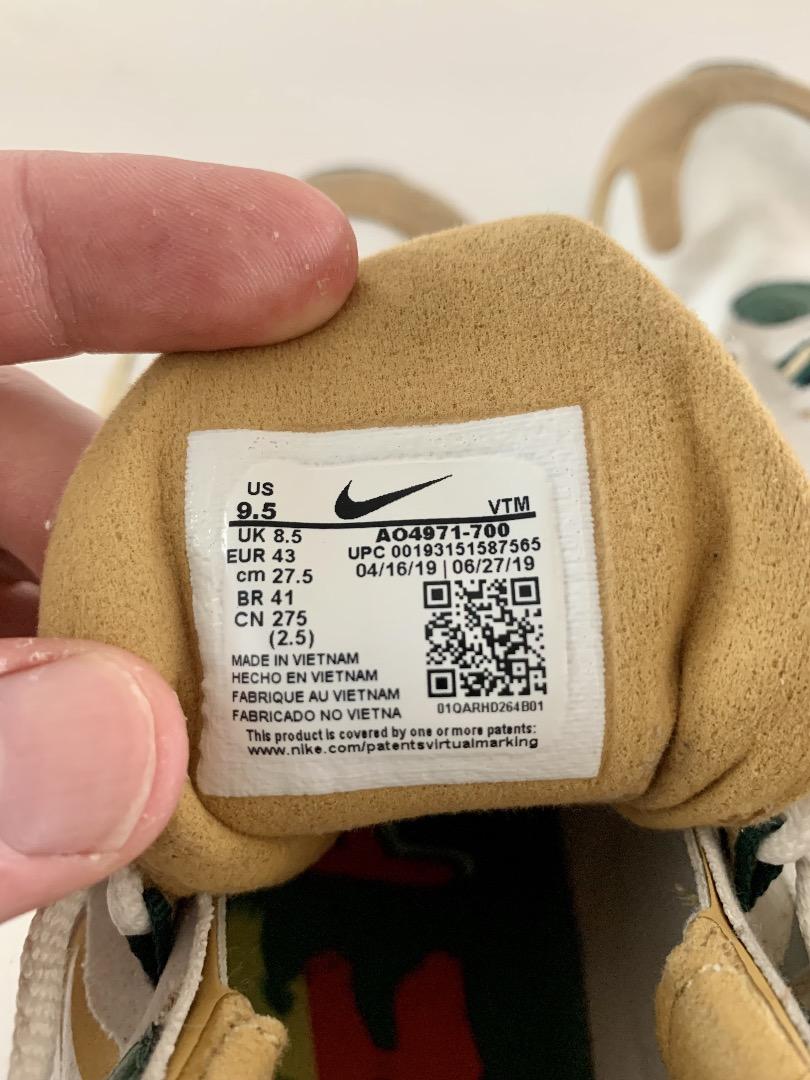 US
9.5
VTM
UK 8.5
AO4971-700
EUR 43
UPC 00193151587565
cm 27.5
04/16/19 | 06/27/19
BR 41
CN 275
(2.5)
MADE IN VIETNAM
HECHO EN VIETNAM
FABRIQUE AU VIETNAM
FABRICADO NO VIETNA
01QARHD264B01
This product is covered by one or more patents:
www.nike.com/patentsvirtualmarking